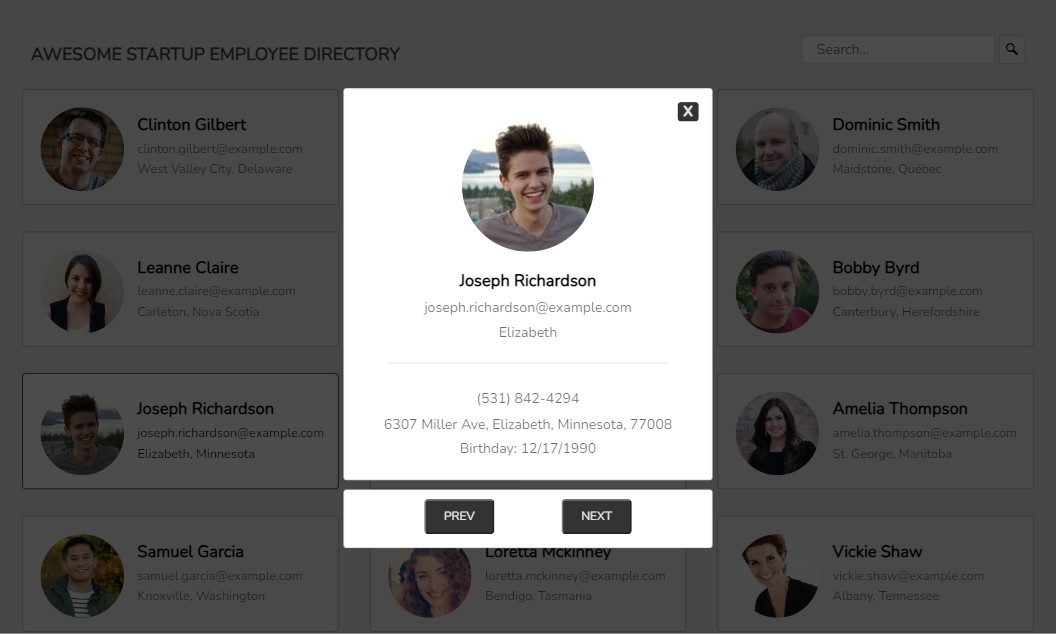 AWESOME STARTUP EMPLOYEE DIRECTORY
Search...
Clinton Gilbert
clinton.gilbert@example.com
West Valley City, Delaware
X
Joseph Richardson
joseph.richardson@example.com
Elizabeth
(531) 842-4294
6307 Miller Ave, Elizabeth, Minnesota, 77008
Birthday: 12/17/1990
PREV
NEXT
Dominic Smith
dominic.smith@example.com
Maidstone, Québec
Leanne Claire
leanne.claire@example.com
Carleton, Nova Scotia
Bobby Byrd
bobby.byrd@example.com
Canterbury, Herefordshire
Joseph Richardson
joseph.richardson@example.com
Elizabeth, Minnesota
Amelia Thompson
amelia.thompson@example.com
St. George, Manitoba
Samuel Garcia
samuel.garcia@example.com
Knoxville, Washington
Loretta Mckinney
loretta.mckinney@example.com
Bendigo, Tasmania
Vickie Shaw
vickie.shaw@example.com
Albany, Tennessee